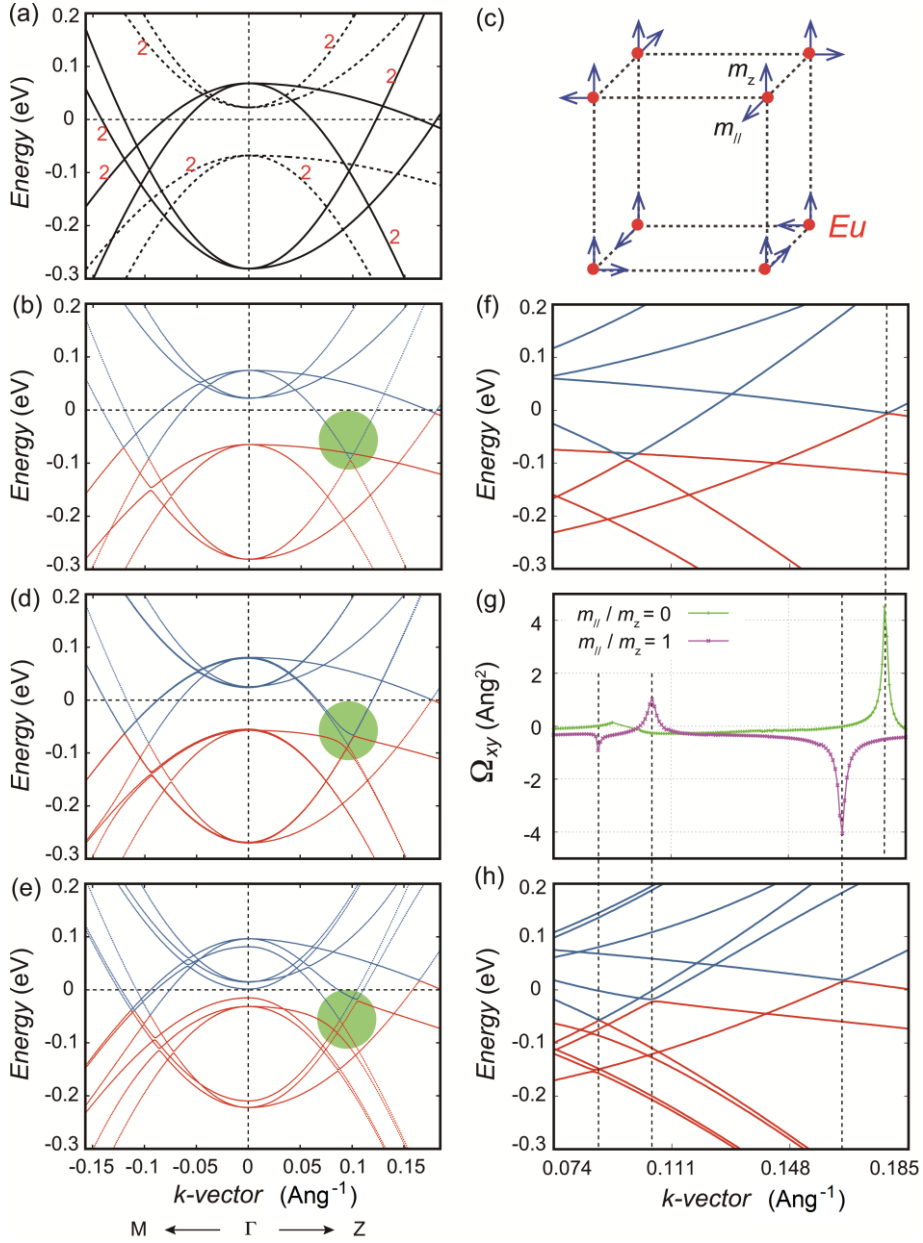 (a)
Energy (eV)
0.2
0.1
0
-0.1
-0.2
-0.3
2 2 2
2 2 2 2
2
(c)
m_z
m_//
Eu
(b)
Energy (eV)
0.2
0.1
0
-0.1
-0.2
-0.3
(f)
Energy (eV)
0.2
0.1
0
-0.1
-0.2
-0.3
(d)
Energy (eV)
0.2
0.1
0
-0.1
-0.2
-0.3
(g)
Ω_xy (Ang²)
4
2
0
-2
-4
m_// / m_z = 0
m_// / m_z = 1
(e)
Energy (eV)
0.2
0.1
0
-0.1
-0.2
-0.3
-0.15 -0.1 -0.05 0 0.05 0.1 0.15
k-vector (Ang⁻¹)
M Γ Z
(h)
Energy (eV)
0.2
0.1
0
-0.1
-0.2
-0.3
0.074 0.111 0.148 0.185
k-vector (Ang⁻¹)